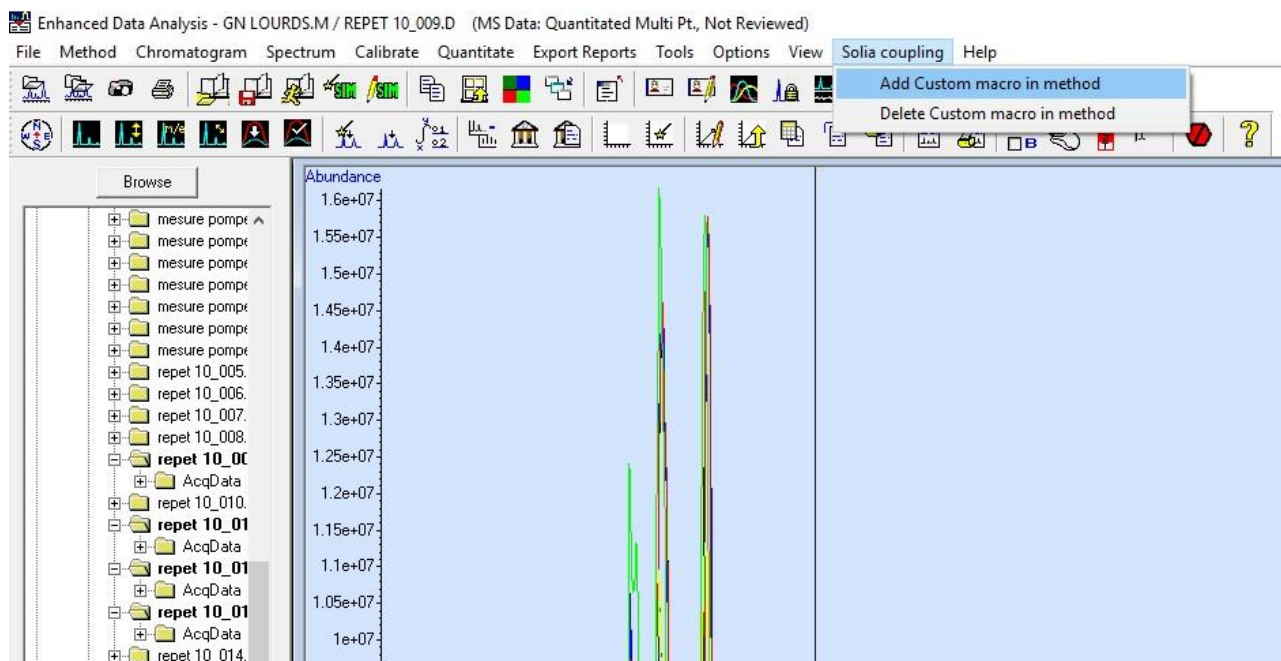 Enhanced Data Analysis - GN LOURDS.M / REPET 10_009.D (MS Data: Quantitated Multi Pt., Not Reviewed)
File Method Chromatogram Spectrum Calibrate Quantitate Export Reports Tools Options View Solia coupling Help
Add Custom macro in method
Delete Custom macro in method
Browse
mesure pompe
mesure pompe
mesure pompe
mesure pompe
mesure pompe
mesure pompe
mesure pompe
repet 10_005.
repet 10_006.
repet 10_007.
repet 10_008.
repet 10_00
AcqData
repet 10_010.
repet 10_01
AcqData
repet 10_01
AcqData
repet 10_01
AcqData
repet 10_014.
Abundance
1.6e+07
1.55e+07
1.5e+07
1.45e+07
1.4e+07
1.35e+07
1.3e+07
1.25e+07
1.2e+07
1.15e+07
1.1e+07
1.05e+07
1e+07